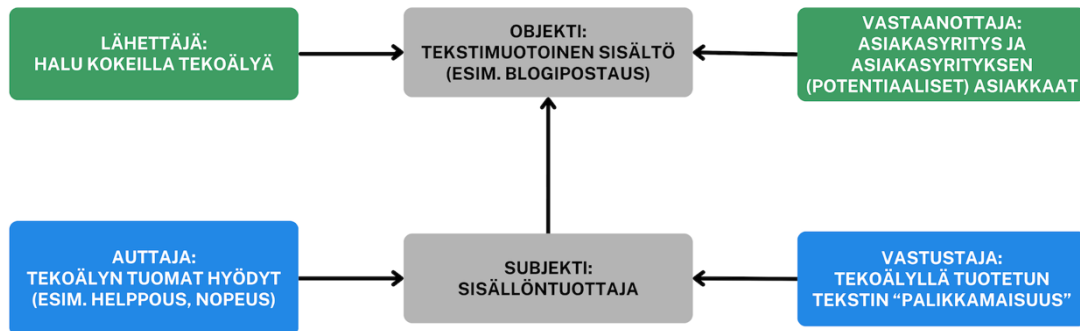 LÄHETTÄJÄ:
HALU KOKEILLA TEKOÄLYÄ
OBJEKTI:
TEKSTIMUOTOINEN SISÄLTÖ
(ESIM. BLOGIPOSTAUS)
VASTAANOTTAJA:
ASIAKASYRITYS JA
ASIAKASYRITYKSEN
(POTENTIAALISET) ASIAKKAAT
AUTTAJA:
TEKOÄLYN TUOMAT HYÖDYT
(ESIM. HELPPOUS, NOPEUS)
SUBJEKTI:
SISÄLLÖNTUOTTAJA
VASTUSTAJA:
TEKOÄLYLLÄ TUOTETUN
TEKSTIN “PALIKKAMAISUUS”